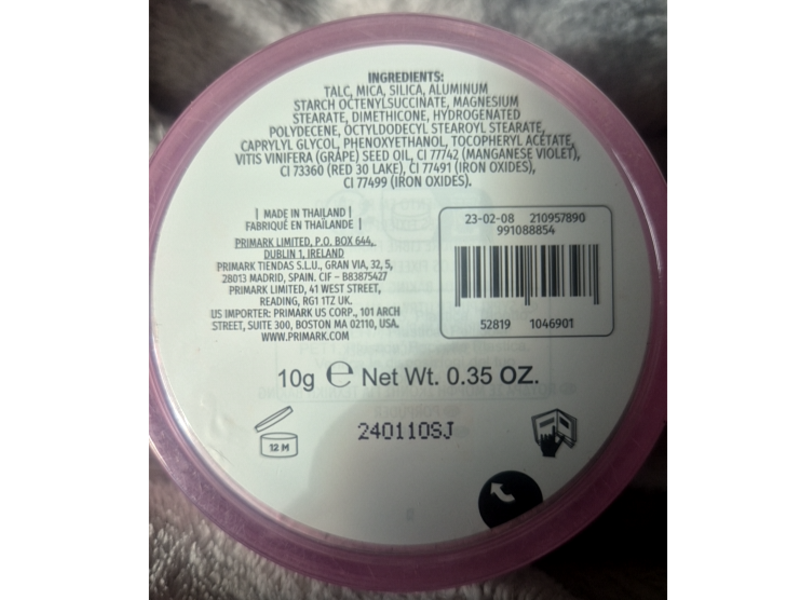 INGREDIENTS:
TALC, MICA, SILICA, ALUMINUM
STARCH OCTENYLSUCCINATE, MAGNESIUM
STEARATE, DIMETHICONE, HYDROGENATED
POLYDECENE, OCTYLDODECYL STEAROYL STEARATE,
CAPRYLYL GLYCOL, PHENOXYETHANOL, TOCOPHERYL ACETATE,
VITIS VINIFERA (GRAPE) SEED OIL, CI 77742 (MANGANESE VIOLET),
CI 73360 (RED 30 LAKE), CI 77491 (IRON OXIDES),
CI 77499 (IRON OXIDES).
| MADE IN THAILAND |
FABRIQUÉ EN THAÏLANDE |
PRIMARK LIMITED, P.O. BOX 644,
DUBLIN 1, IRELAND
PRIMARK TIENDAS S.L.U., GRAN VIA, 32, 5,
28013 MADRID, SPAIN. CIF – B83875427
PRIMARK LIMITED, 41 WEST STREET,
READING, RG1 1TZ UK.
US IMPORTER: PRIMARK US CORP., 101 ARCH
STREET, SUITE 300, BOSTON MA 02110, USA.
WWW.PRIMARK.COM
23-02-08 210957890
991088854
52819 1046901
10g ℮ Net Wt. 0.35 OZ.
12 M
240110SJ